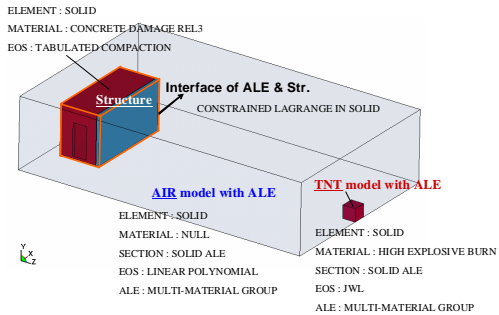 ELEMENT : SOLID
MATERIAL : CONCRETE DAMAGE REL3
EOS : TABULATED COMPACTION
Structure
Interface of ALE & Str.
CONSTRAINED LAGRANGE IN SOLID
AIR model with ALE
ELEMENT : SOLID
MATERIAL : NULL
SECTION : SOLID ALE
EOS : LINEAR POLYNOMIAL
ALE : MULTI-MATERIAL GROUP
TNT model with ALE
ELEMENT : SOLID
MATERIAL : HIGH EXPLOSIVE BURN
SECTION : SOLID ALE
EOS : JWL
ALE : MULTI-MATERIAL GROUP
Y
X
Z